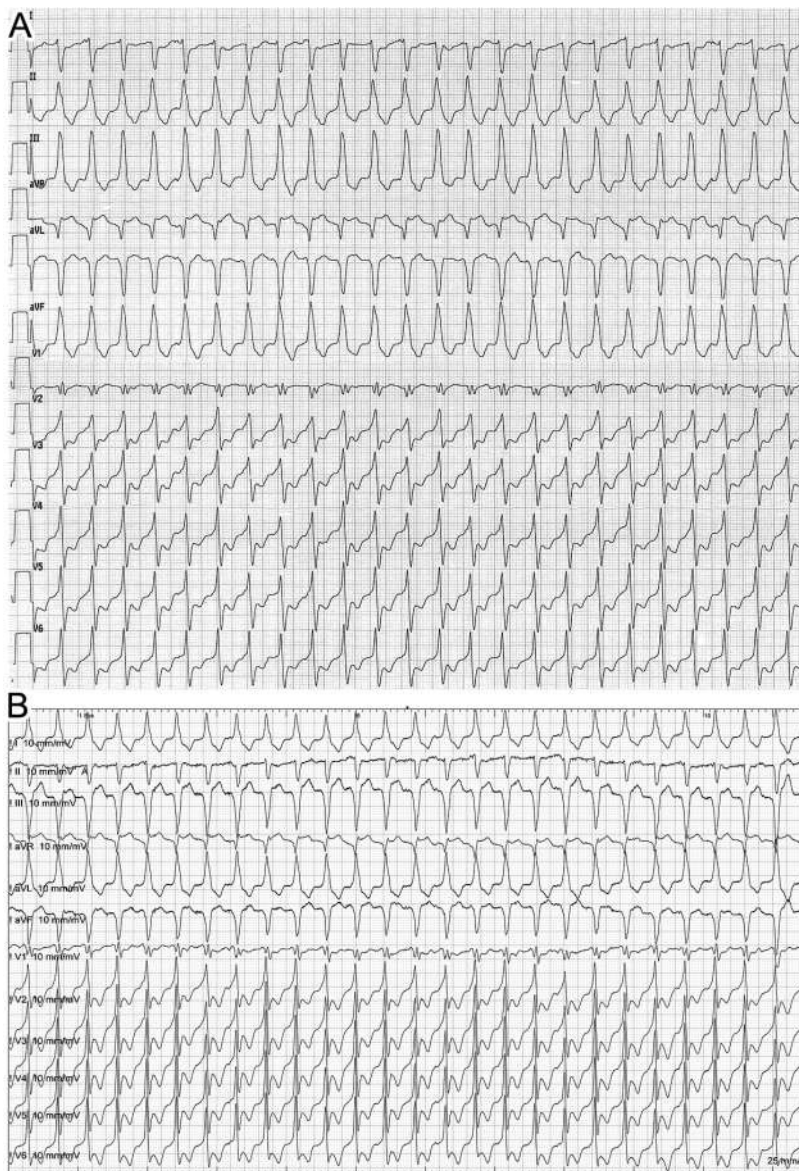 A
I
II
III
aVR
aVL
aVF
V1
V2
V3
V4
V5
V6
B
I 10 mm/mV
II 10 mm/mV A
III 10 mm/mV
aVR 10 mm/mV
aVL 10 mm/mV
aVF 10 mm/mV
V1 10 mm/mV
V2 10 mm/mV
V3 10 mm/mV
V4 10 mm/mV
V5 10 mm/mV
V6 10 mm/mV